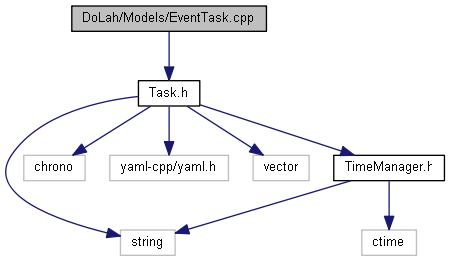 DoLah/Models/EventTask.cpp
Task.h
chrono
yaml-cpp/yaml.h
vector
TimeManager.h
string
ctime